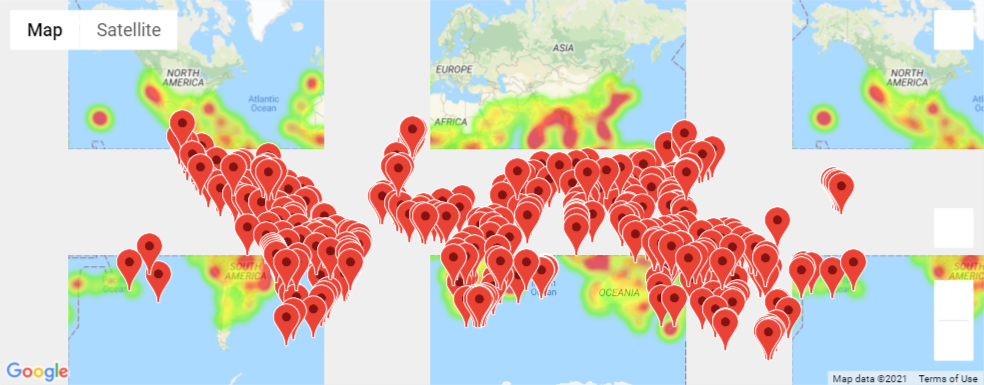 Map Satellite
NORTH
AMERICA
Atlantic
Ocean
EUROPE
ASIA
AFRICA
NORTH
AMERICA
Atlantic
Ocean
SOUTH
AMERICA
Ocean
OCEANIA
SOUTH
AMERICA
Google
Map data ©2021 Terms of Use